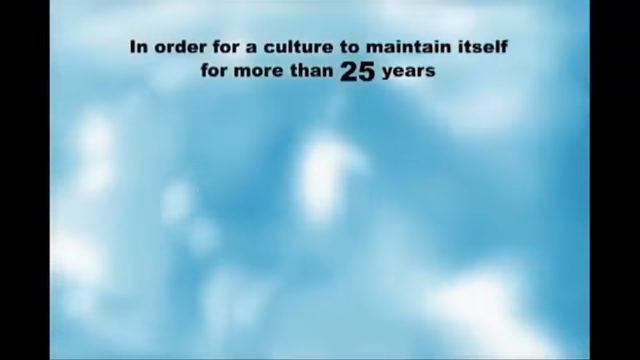 In order for a culture to maintain itself
for more than 25 years